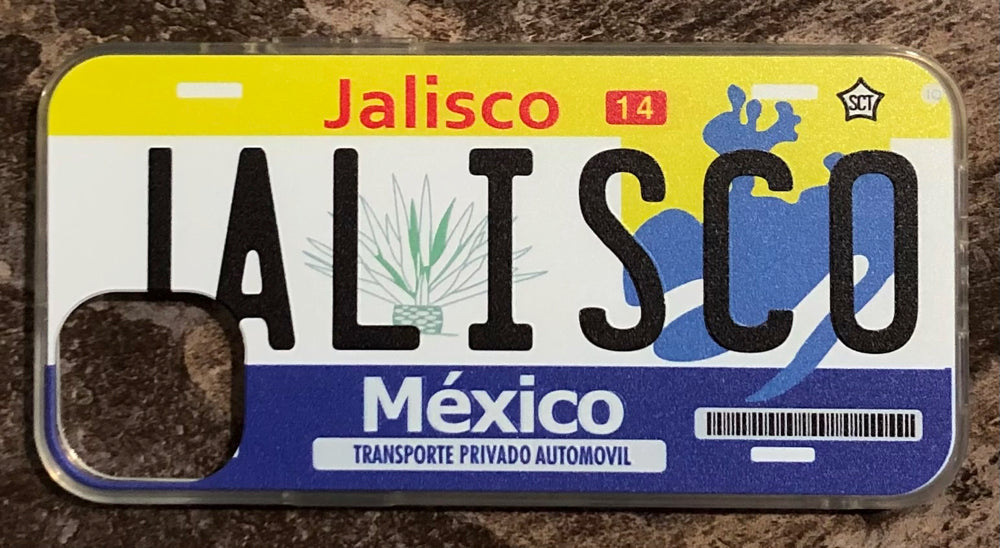 Jalisco 14 SCT
JALISCO
México
TRANSPORTE PRIVADO AUTOMOVIL